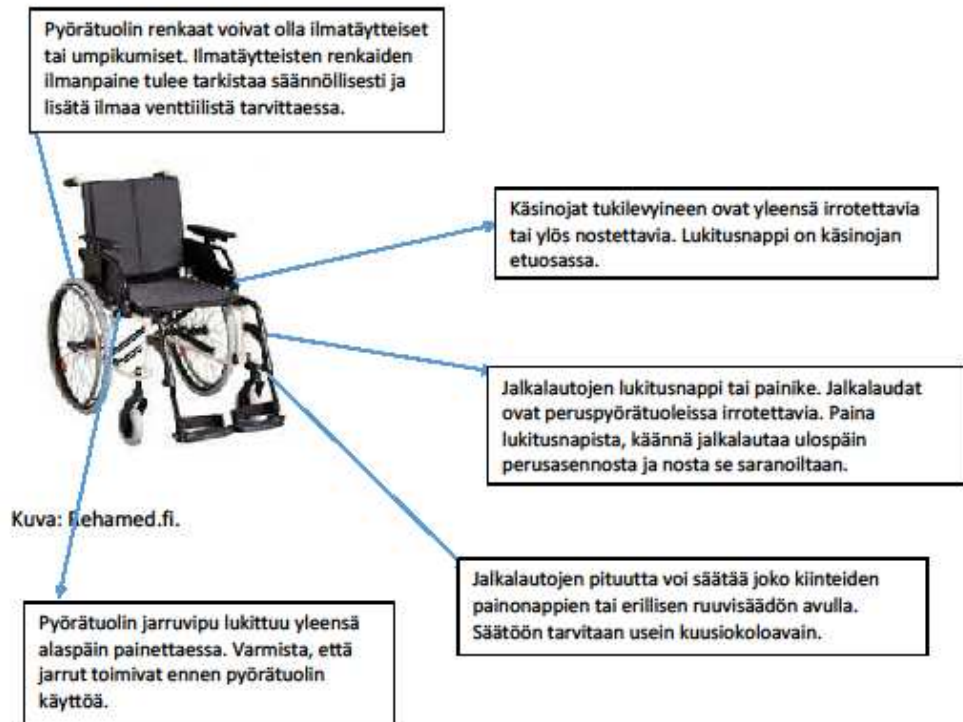 Pyörätuolin renkaat voivat olla ilmatäytteiset
tai umpikumiset. Ilmatäytteisten renkaiden
ilmanpaine tulee tarkistaa säännöllisesti ja
lisätä ilmaa venttiilistä tarvittaessa.
Käsinojat tukilevyineen ovat yleensä irrotettavia
tai ylös nostettavia. Lukitusnappi on käsinojan
etuosassa.
Jalkalautojen lukitusnappi tai painike. Jalkalaudat
ovat peruspyörätuoleissa irrotettavia. Paina
lukitusnapista, käännä jalkalautaa ulospäin
perusasennosta ja nosta se saranoiltaan.
Kuva: Rehamed.fi.
Jalkalautojen pituutta voi säätää joko kiinteiden
painonappien tai erillisen ruuvisäädön avulla.
Säätöön tarvitaan usein kuusiokoloavain.
Pyörätuolin jarruvipu lukittuu yleensä
alaspäin painettaessa. Varmista, että
jarrut toimivat ennen pyörätuolin
käyttöä.